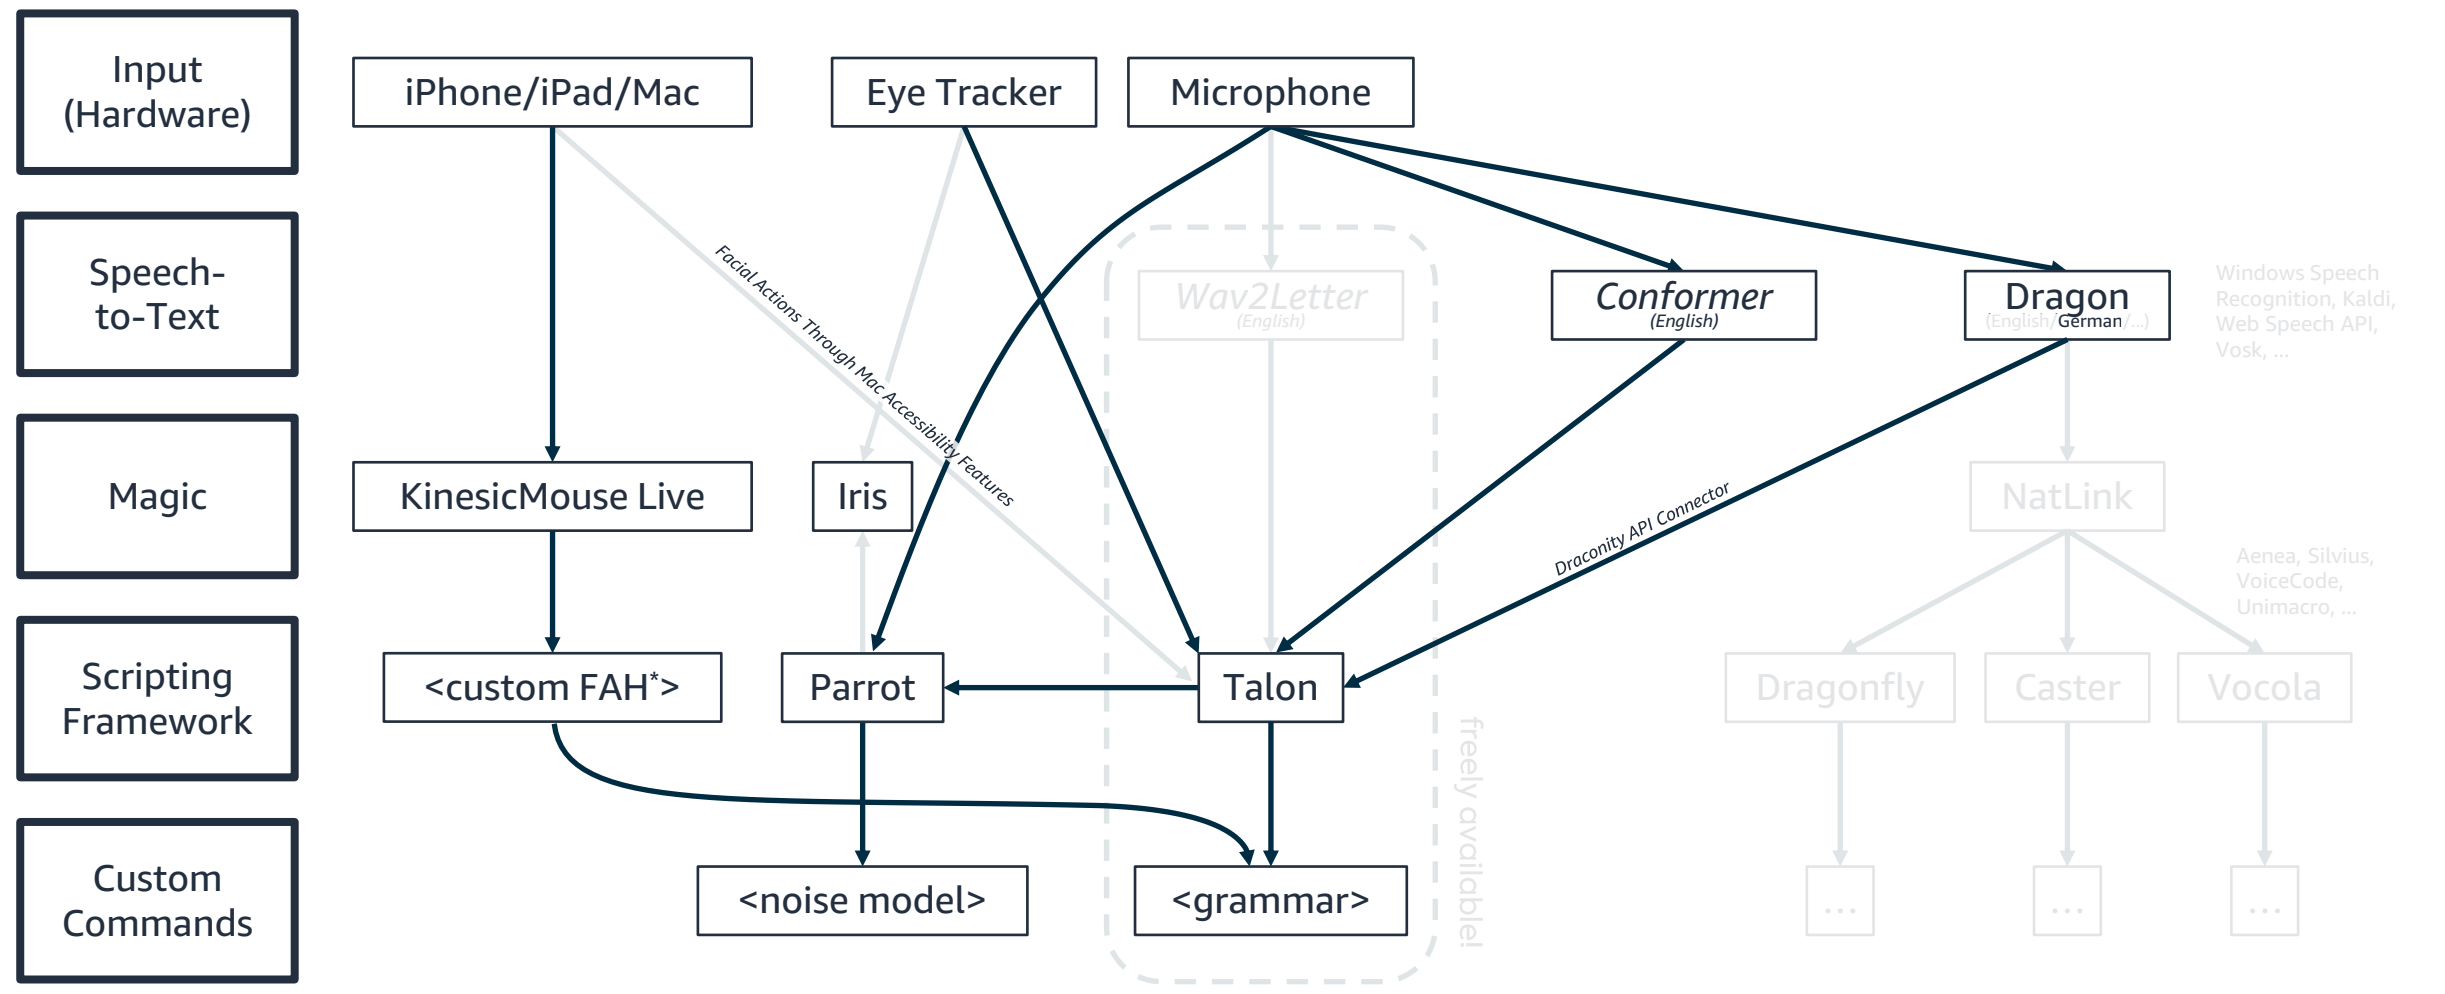 Input
(Hardware)
iPhone/iPad/Mac
Eye Tracker
Microphone
Speech-
to-Text
Facial Actions Through Mac Accessibility Features
Wav2Letter
(English)
Conformer
(English)
Dragon
(English/German/...)
Windows Speech
Recognition, Kaldi,
Web Speech API,
Vosk, ...
Magic
KinesicMouse Live
Iris
Draconity API Connector
NatLink
Aenea, Silvius,
VoiceCode,
Unimacro, ...
Scripting
Framework
<custom FAH*>
Parrot
Talon
Dragonfly
Caster
Vocola
freely available!
Custom
Commands
<noise model>
<grammar>
...
...
...